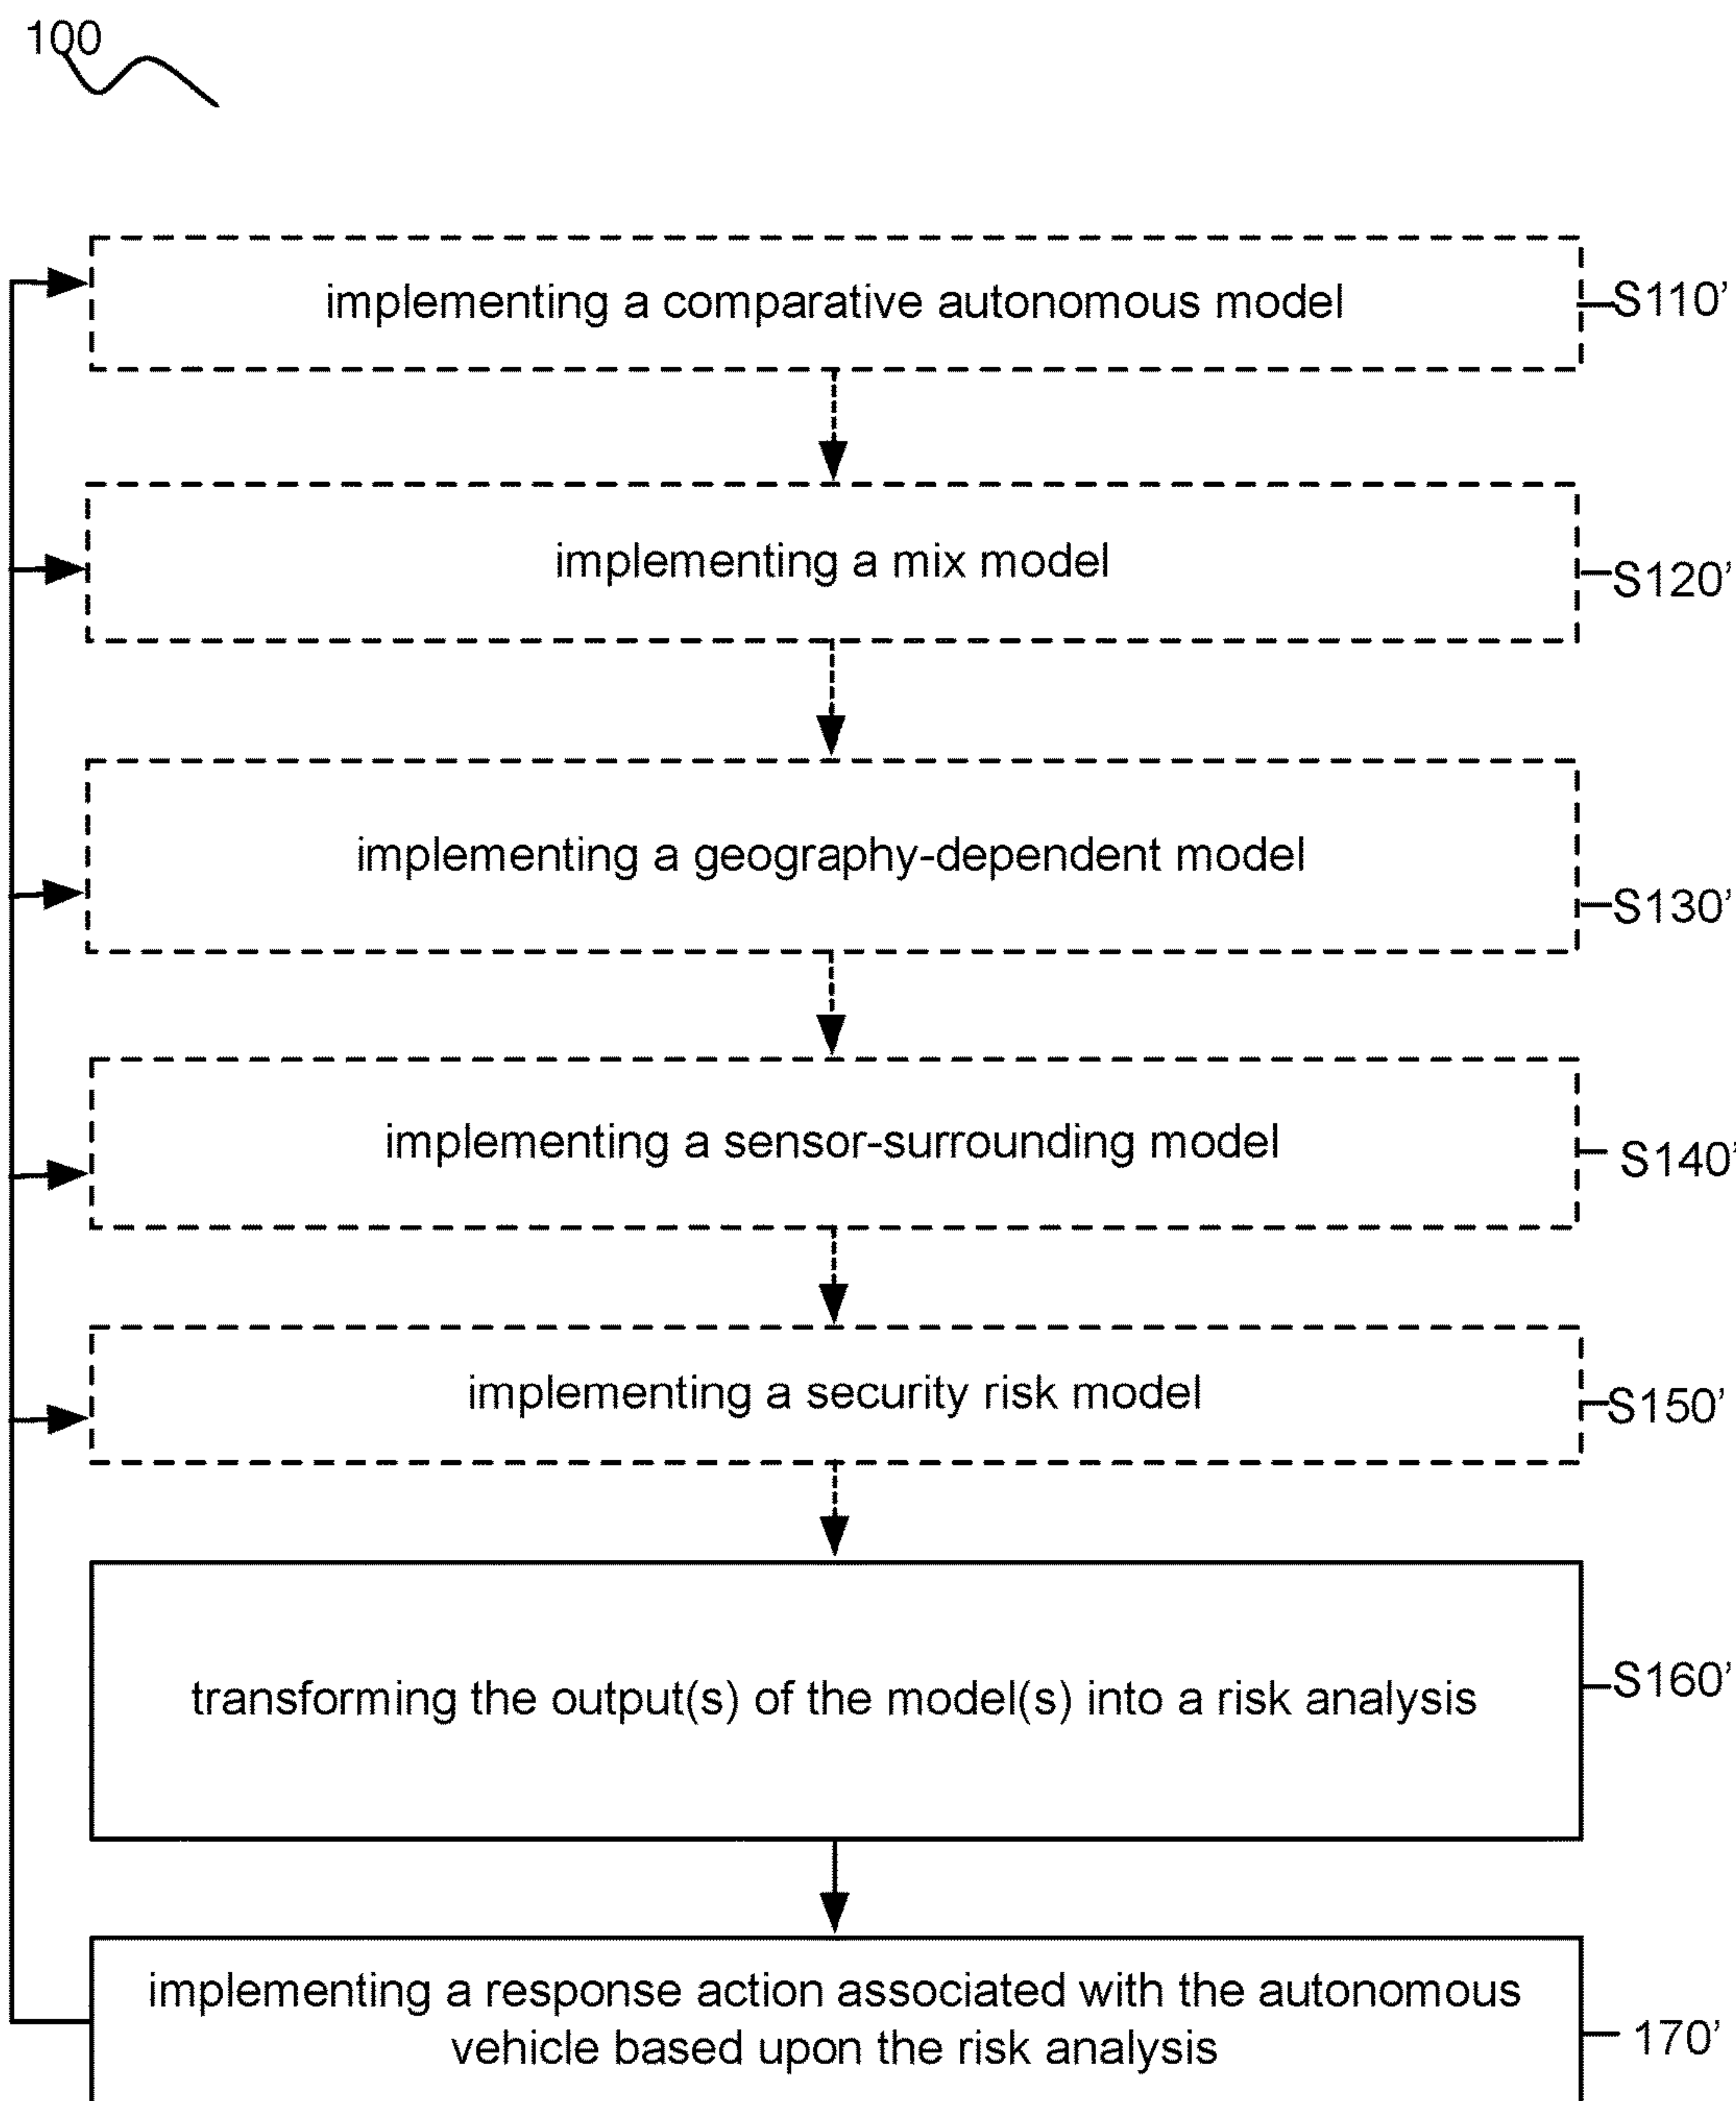 100
implementing a comparative autonomous model
S110’
implementing a mix model
S120’
implementing a geography-dependent model
S130’
implementing a sensor-surrounding model
S140’
implementing a security risk model
S150’
transforming the output(s) of the model(s) into a risk analysis
S160’
implementing a response action associated with the autonomous
vehicle based upon the risk analysis
170’